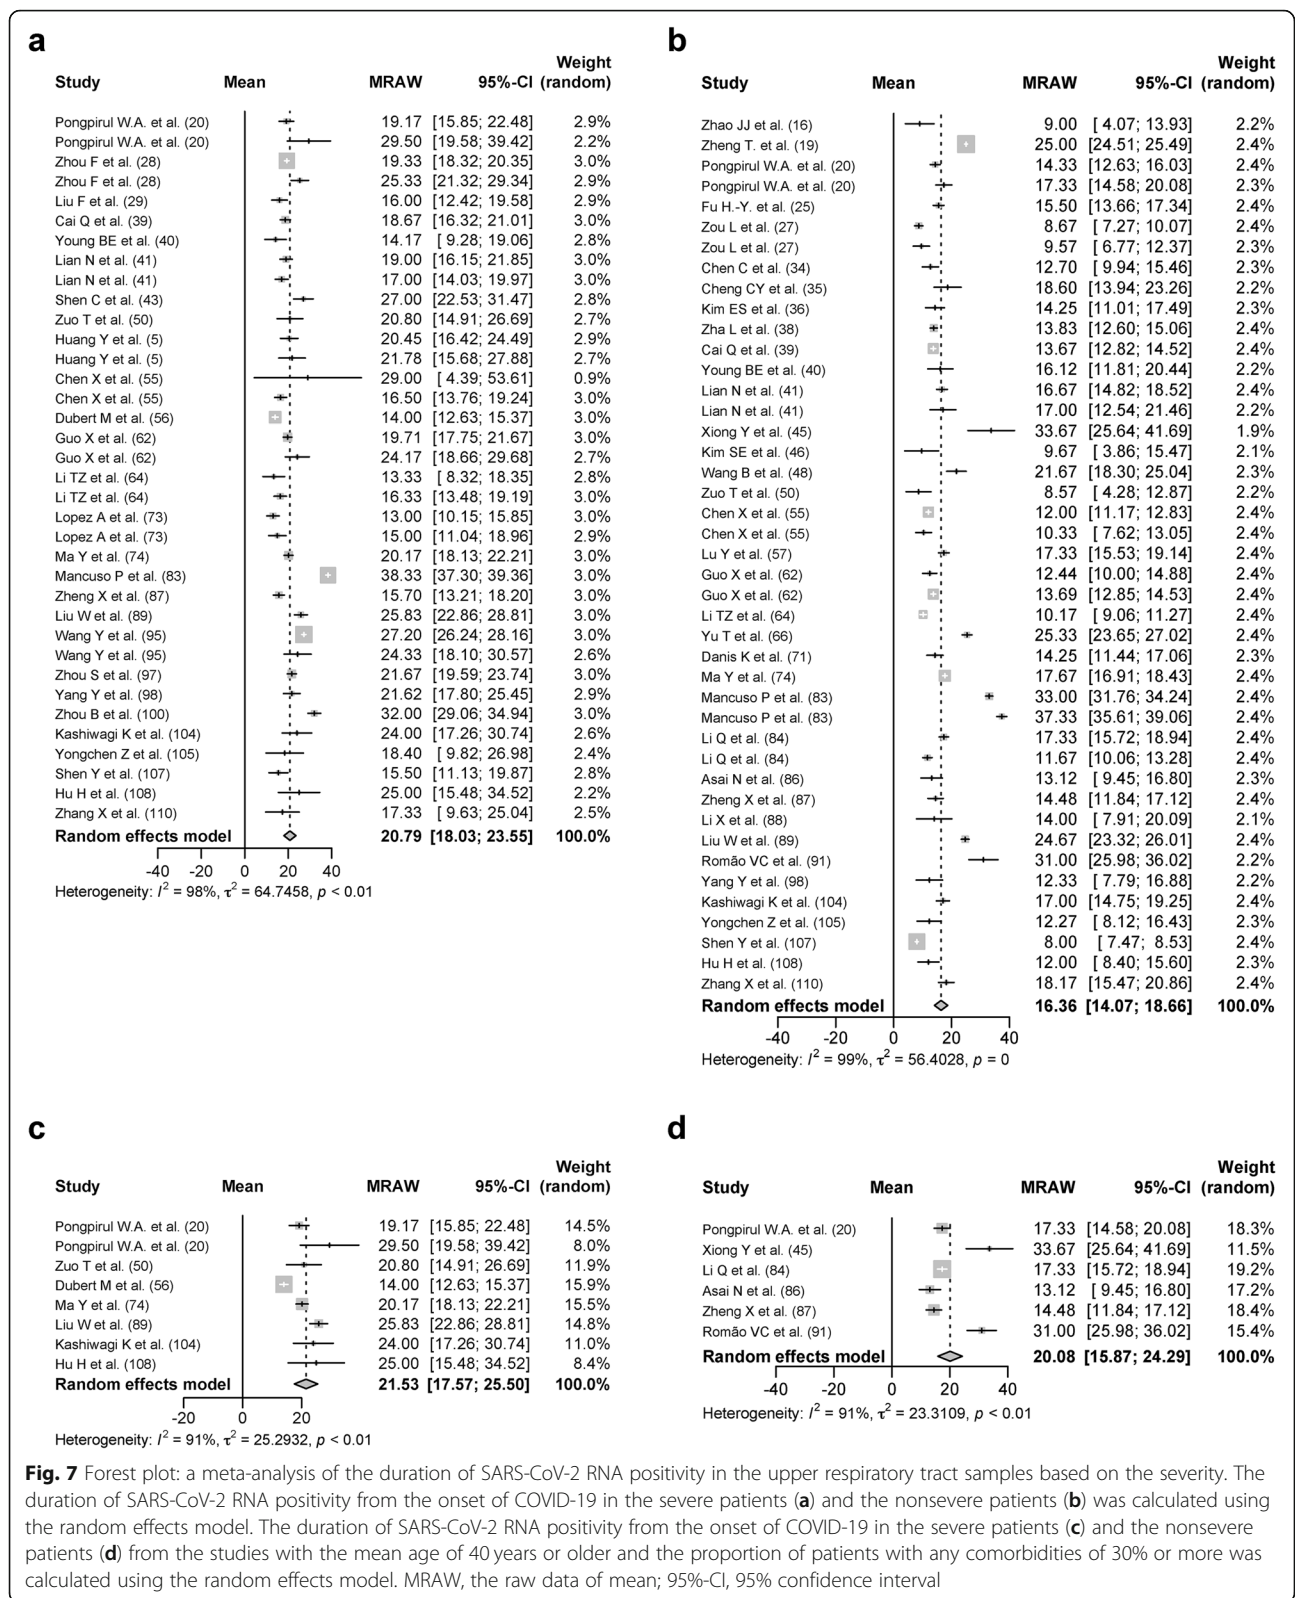 a
Weight
Study Mean MRAW 95%-CI (random)
Pongpirul W.A. et al. (20) 19.17 [15.85; 22.48] 2.9%
Pongpirul W.A. et al. (20) 29.50 [19.58; 39.42] 2.2%
Zhou F et al. (28) 19.33 [18.32; 20.35] 3.0%
Zhou F et al. (28) 25.33 [21.32; 29.34] 2.9%
Liu F et al. (29) 16.00 [12.42; 19.58] 2.9%
Cai Q et al. (39) 18.67 [16.32; 21.01] 3.0%
Young BE et al. (40) 14.17 [ 9.28; 19.06] 2.8%
Lian N et al. (41) 19.00 [16.15; 21.85] 3.0%
Lian N et al. (41) 17.00 [14.03; 19.97] 3.0%
Shen C et al. (43) 27.00 [22.53; 31.47] 2.8%
Zuo T et al. (50) 20.80 [14.91; 26.69] 2.7%
Huang Y et al. (5) 20.45 [16.42; 24.49] 2.9%
Huang Y et al. (5) 21.78 [15.68; 27.88] 2.7%
Chen X et al. (55) 29.00 [ 4.39; 53.61] 0.9%
Chen X et al. (55) 16.50 [13.76; 19.24] 3.0%
Dubert M et al. (56) 14.00 [12.63; 15.37] 3.0%
Guo X et al. (62) 19.71 [17.75; 21.67] 3.0%
Guo X et al. (62) 24.17 [18.66; 29.68] 2.7%
Li TZ et al. (64) 13.33 [ 8.32; 18.35] 2.8%
Li TZ et al. (64) 16.33 [13.48; 19.19] 3.0%
Lopez A et al. (73) 13.00 [10.15; 15.85] 3.0%
Lopez A et al. (73) 15.00 [11.04; 18.96] 2.9%
Ma Y et al. (74) 20.17 [18.13; 22.21] 3.0%
Mancuso P et al. (83) 38.33 [37.30; 39.36] 3.0%
Zheng X et al. (87) 15.70 [13.21; 18.20] 3.0%
Liu W et al. (89) 25.83 [22.86; 28.81] 3.0%
Wang Y et al. (95) 27.20 [26.24; 28.16] 3.0%
Wang Y et al. (95) 24.33 [18.10; 30.57] 2.6%
Zhou S et al. (97) 21.67 [19.59; 23.74] 3.0%
Yang Y et al. (98) 21.62 [17.80; 25.45] 2.9%
Zhou B et al. (100) 32.00 [29.06; 34.94] 3.0%
Kashiwagi K et al. (104) 24.00 [17.26; 30.74] 2.6%
Yongchen Z et al. (105) 18.40 [ 9.82; 26.98] 2.4%
Shen Y et al. (107) 15.50 [11.13; 19.87] 2.8%
Hu H et al. (108) 25.00 [15.48; 34.52] 2.2%
Zhang X et al. (110) 17.33 [ 9.63; 25.04] 2.5%
Random effects model 20.79 [18.03; 23.55] 100.0%
-40 -20 0 20 40
Heterogeneity: I² = 98%, τ² = 64.7458, p < 0.01
b
Weight
Study Mean MRAW 95%-CI (random)
Zhao JJ et al. (16) 9.00 [ 4.07; 13.93] 2.2%
Zheng T. et al. (19) 25.00 [24.51; 25.49] 2.4%
Pongpirul W.A. et al. (20) 14.33 [12.63; 16.03] 2.4%
Pongpirul W.A. et al. (20) 17.33 [14.58; 20.08] 2.3%
Fu H.-Y. et al. (25) 15.50 [13.66; 17.34] 2.4%
Zou L et al. (27) 8.67 [ 7.27; 10.07] 2.4%
Zou L et al. (27) 9.57 [ 6.77; 12.37] 2.3%
Chen C et al. (34) 12.70 [ 9.94; 15.46] 2.3%
Cheng CY et al. (35) 18.60 [13.94; 23.26] 2.2%
Kim ES et al. (36) 14.25 [11.01; 17.49] 2.3%
Zha L et al. (38) 13.83 [12.60; 15.06] 2.4%
Cai Q et al. (39) 13.67 [12.82; 14.52] 2.4%
Young BE et al. (40) 16.12 [11.81; 20.44] 2.2%
Lian N et al. (41) 16.67 [14.82; 18.52] 2.4%
Lian N et al. (41) 17.00 [12.54; 21.46] 2.2%
Xiong Y et al. (45) 33.67 [25.64; 41.69] 1.9%
Kim SE et al. (46) 9.67 [ 3.86; 15.47] 2.1%
Wang B et al. (48) 21.67 [18.30; 25.04] 2.3%
Zuo T et al. (50) 8.57 [ 4.28; 12.87] 2.2%
Chen X et al. (55) 12.00 [11.17; 12.83] 2.4%
Chen X et al. (55) 10.33 [ 7.62; 13.05] 2.4%
Lu Y et al. (57) 17.33 [15.53; 19.14] 2.4%
Guo X et al. (62) 12.44 [10.00; 14.88] 2.4%
Guo X et al. (62) 13.69 [12.85; 14.53] 2.4%
Li TZ et al. (64) 10.17 [ 9.06; 11.27] 2.4%
Yu T et al. (66) 25.33 [23.65; 27.02] 2.4%
Danis K et al. (71) 14.25 [11.44; 17.06] 2.3%
Ma Y et al. (74) 17.67 [16.91; 18.43] 2.4%
Mancuso P et al. (83) 33.00 [31.76; 34.24] 2.4%
Mancuso P et al. (83) 37.33 [35.61; 39.06] 2.4%
Li Q et al. (84) 17.33 [15.72; 18.94] 2.4%
Li Q et al. (84) 11.67 [10.06; 13.28] 2.4%
Asai N et al. (86) 13.12 [ 9.45; 16.80] 2.3%
Zheng X et al. (87) 14.48 [11.84; 17.12] 2.4%
Li X et al. (88) 14.00 [ 7.91; 20.09] 2.1%
Liu W et al. (89) 24.67 [23.32; 26.01] 2.4%
Romão VC et al. (91) 31.00 [25.98; 36.02] 2.2%
Yang Y et al. (98) 12.33 [ 7.79; 16.88] 2.2%
Kashiwagi K et al. (104) 17.00 [14.75; 19.25] 2.4%
Yongchen Z et al. (105) 12.27 [ 8.12; 16.43] 2.3%
Shen Y et al. (107) 8.00 [ 7.47; 8.53] 2.4%
Hu H et al. (108) 12.00 [ 8.40; 15.60] 2.3%
Zhang X et al. (110) 18.17 [15.47; 20.86] 2.4%
Random effects model 16.36 [14.07; 18.66] 100.0%
-40 -20 0 20 40
Heterogeneity: I² = 99%, τ² = 56.4028, p = 0
c
Weight
Study Mean MRAW 95%-CI (random)
Pongpirul W.A. et al. (20) 19.17 [15.85; 22.48] 14.5%
Pongpirul W.A. et al. (20) 29.50 [19.58; 39.42] 8.0%
Zuo T et al. (50) 20.80 [14.91; 26.69] 11.9%
Dubert M et al. (56) 14.00 [12.63; 15.37] 15.9%
Ma Y et al. (74) 20.17 [18.13; 22.21] 15.5%
Liu W et al. (89) 25.83 [22.86; 28.81] 14.8%
Kashiwagi K et al. (104) 24.00 [17.26; 30.74] 11.0%
Hu H et al. (108) 25.00 [15.48; 34.52] 8.4%
Random effects model 21.53 [17.57; 25.50] 100.0%
-20 0 20
Heterogeneity: I² = 91%, τ² = 25.2932, p < 0.01
d
Weight
Study Mean MRAW 95%-CI (random)
Pongpirul W.A. et al. (20) 17.33 [14.58; 20.08] 18.3%
Xiong Y et al. (45) 33.67 [25.64; 41.69] 11.5%
Li Q et al. (84) 17.33 [15.72; 18.94] 19.2%
Asai N et al. (86) 13.12 [ 9.45; 16.80] 17.2%
Zheng X et al. (87) 14.48 [11.84; 17.12] 18.4%
Romão VC et al. (91) 31.00 [25.98; 36.02] 15.4%
Random effects model 20.08 [15.87; 24.29] 100.0%
-40 -20 0 20 40
Heterogeneity: I² = 91%, τ² = 23.3109, p < 0.01
Fig. 7 Forest plot: a meta-analysis of the duration of SARS-CoV-2 RNA positivity in the upper respiratory tract samples based on the severity. The
duration of SARS-CoV-2 RNA positivity from the onset of COVID-19 in the severe patients (a) and the nonsevere patients (b) was calculated using
the random effects model. The duration of SARS-CoV-2 RNA positivity from the onset of COVID-19 in the severe patients (c) and the nonsevere
patients (d) from the studies with the mean age of 40 years or older and the proportion of patients with any comorbidities of 30% or more was
calculated using the random effects model. MRAW, the raw data of mean; 95%-CI, 95% confidence interval